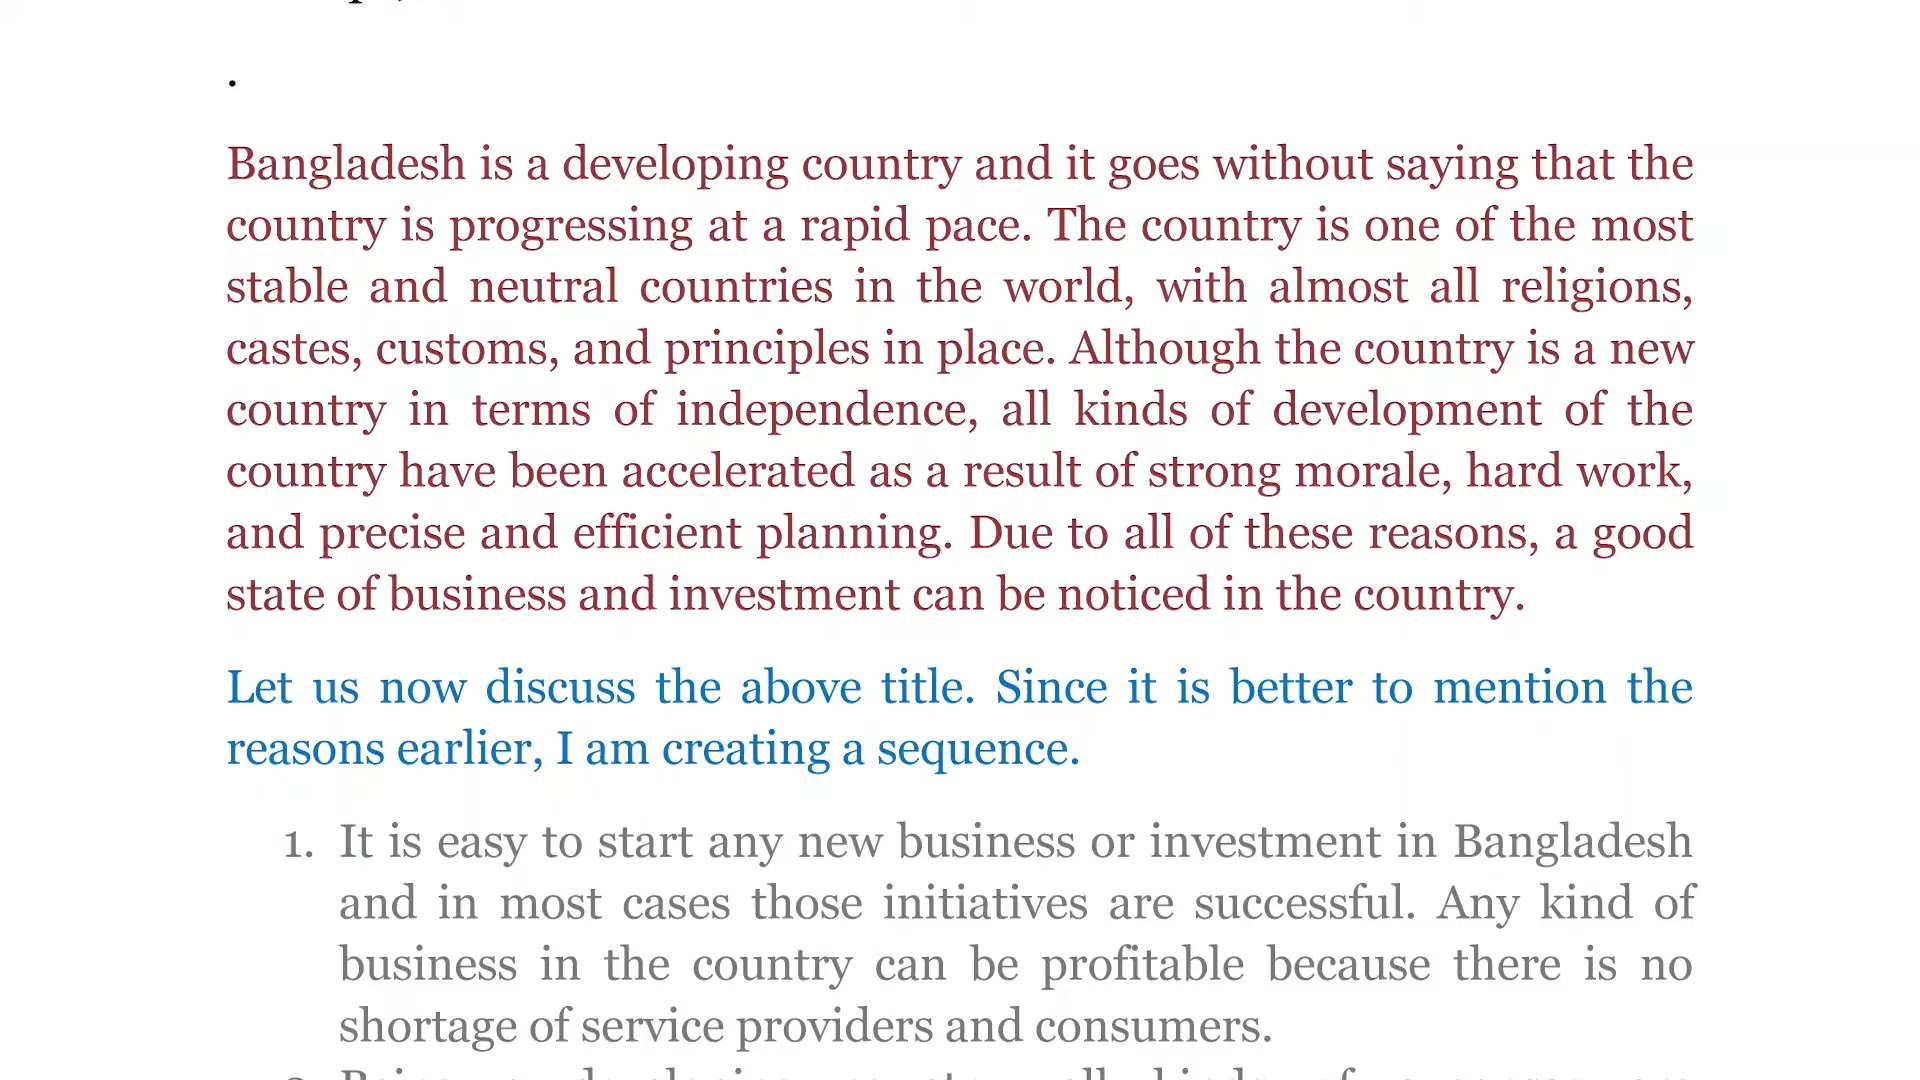 .
Bangladesh is a developing country and it goes without saying that the
country is progressing at a rapid pace. The country is one of the most
stable and neutral countries in the world, with almost all religions,
castes, customs, and principles in place. Although the country is a new
country in terms of independence, all kinds of development of the
country have been accelerated as a result of strong morale, hard work,
and precise and efficient planning. Due to all of these reasons, a good
state of business and investment can be noticed in the country.
Let us now discuss the above title. Since it is better to mention the
reasons earlier, I am creating a sequence.
1. It is easy to start any new business or investment in Bangladesh
and in most cases those initiatives are successful. Any kind of
business in the country can be profitable because there is no
shortage of service providers and consumers.